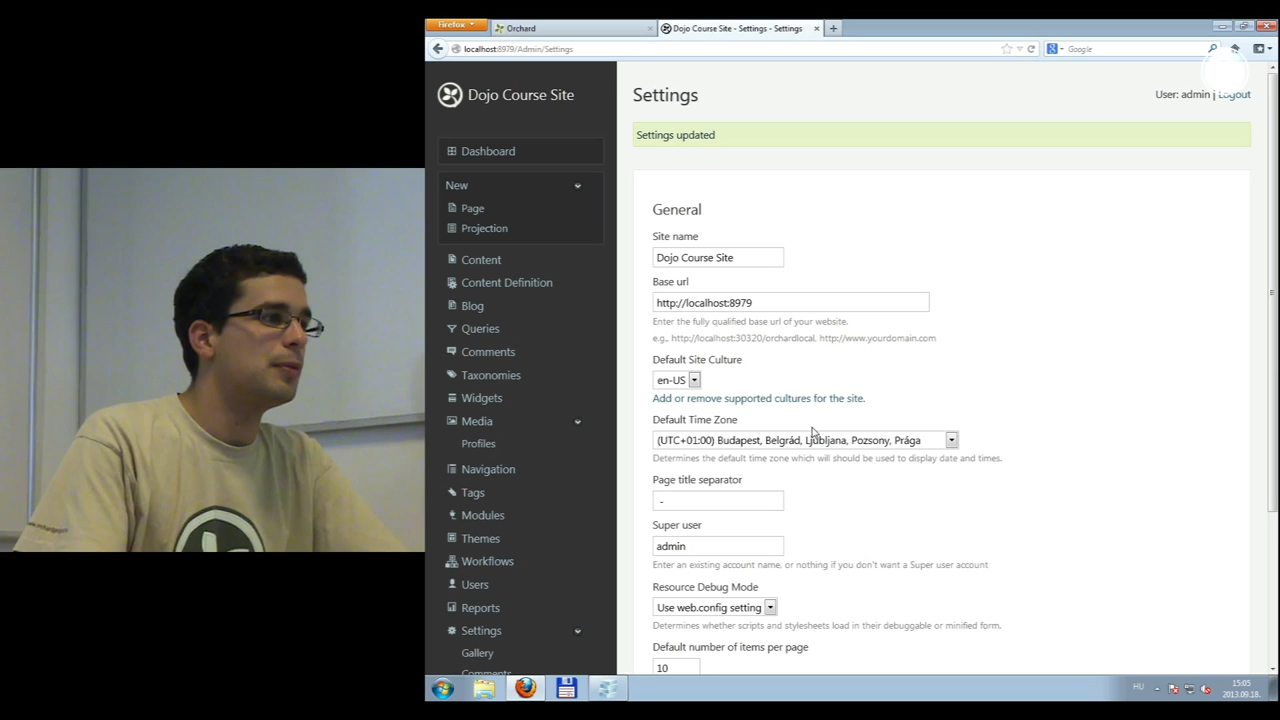 Firefox
Orchard
Dojo Course Site - Settings - Settings
localhost:8979/Admin/Settings
Google
Dojo Course Site
Settings
User: admin | Logout
Settings updated
Dashboard
New
Page
Projection
Content
Content Definition
Blog
Queries
Comments
Taxonomies
Widgets
Media
Profiles
Navigation
Tags
Modules
Themes
Workflows
Users
Reports
Settings
Gallery
Comments
General
Site name
Dojo Course Site
Base url
http://localhost:8979
Enter the fully qualified base url of your website.
e.g., http://localhost:30320/orchardlocal, http://www.yourdomain.com
Default Site Culture
en-US
Add or remove supported cultures for the site.
Default Time Zone
(UTC+01:00) Budapest, Belgrád, Ljubljana, Pozsony, Prága
Determines the default time zone which will should be used to display date and times.
Page title separator
-
Super user
admin
Enter an existing account name, or nothing if you don't want a Super user account
Resource Debug Mode
Use web.config setting
Determines whether scripts and stylesheets load in their debuggable or minified form.
Default number of items per page
10
HU
15:05
2013.09.18.